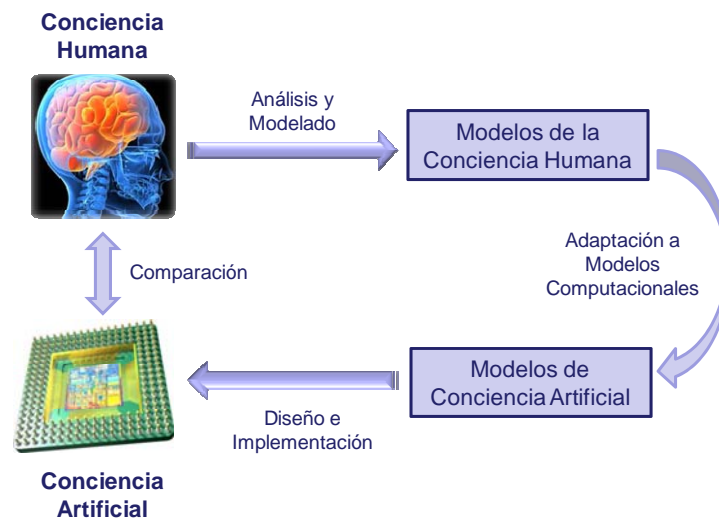 Conciencia
Humana
Análisis y
Modelado
Modelos de la
Conciencia Humana
Adaptación a
Modelos
Computacionales
Comparación
Modelos de
Conciencia Artificial
Diseño e
Implementación
Conciencia
Artificial